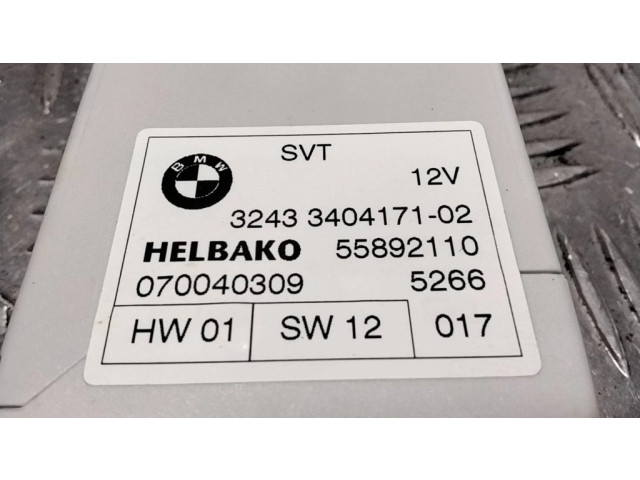 SVT
BMW
12V
3243 3404171-02
HELBAKO 55892110
070040309 5266
HW 01 SW 12 017